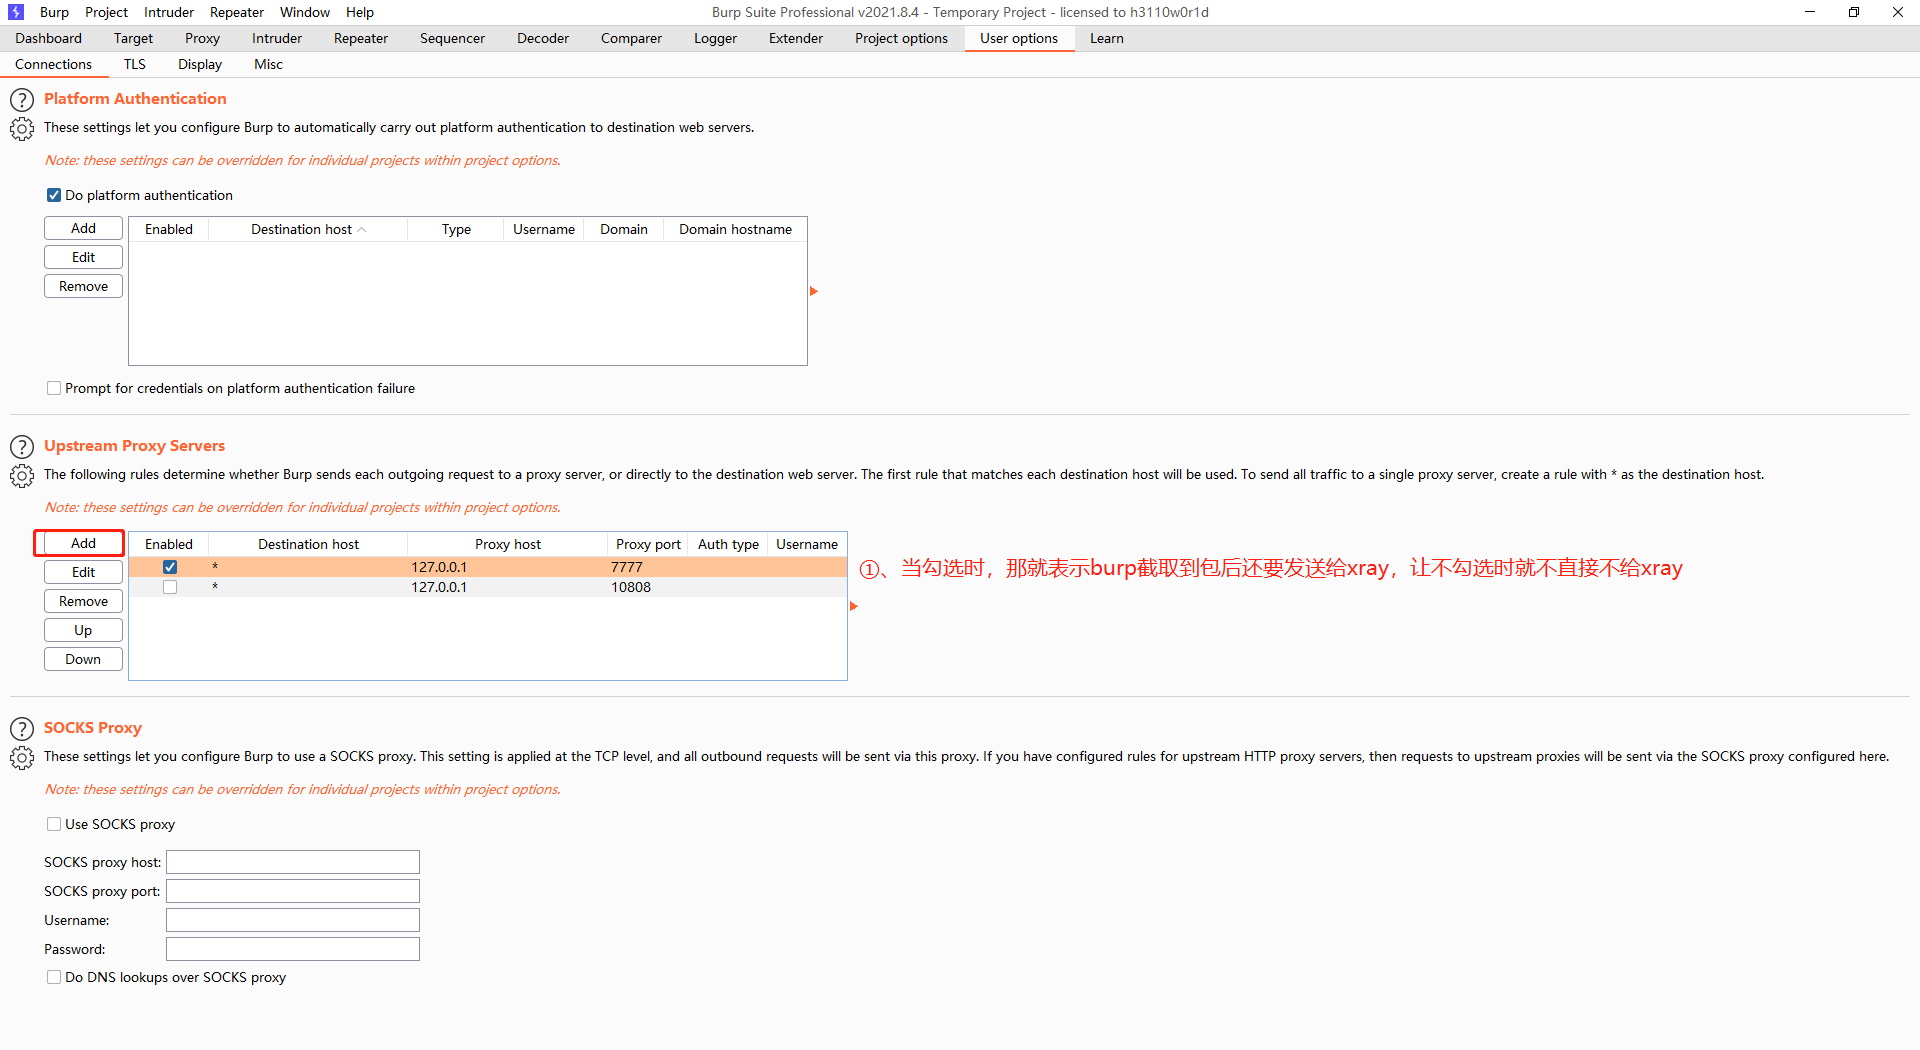 Burp Project Intruder Repeater Window Help
Burp Suite Professional v2021.8.4 - Temporary Project - licensed to h3110w0r1d
Dashboard Target Proxy Intruder Repeater Sequencer Decoder Comparer Logger Extender Project options User options Learn
Connections TLS Display Misc
Platform Authentication
These settings let you configure Burp to automatically carry out platform authentication to destination web servers.
Note: these settings can be overridden for individual projects within project options.
Do platform authentication
Add
Edit
Remove
Enabled Destination host Type Username Domain Domain hostname
Prompt for credentials on platform authentication failure
Upstream Proxy Servers
The following rules determine whether Burp sends each outgoing request to a proxy server, or directly to the destination web server. The first rule that matches each destination host will be used. To send all traffic to a single proxy server, create a rule with * as the destination host.
Note: these settings can be overridden for individual projects within project options.
Add
Edit
Remove
Up
Down
Enabled Destination host Proxy host Proxy port Auth type Username
* 127.0.0.1 7777
* 127.0.0.1 10808
①、当勾选时，那就表示burp截取到包后还要发送给xray，让不勾选时就不直接不给xray
SOCKS Proxy
These settings let you configure Burp to use a SOCKS proxy. This setting is applied at the TCP level, and all outbound requests will be sent via this proxy. If you have configured rules for upstream HTTP proxy servers, then requests to upstream proxies will be sent via the SOCKS proxy configured here.
Note: these settings can be overridden for individual projects within project options.
Use SOCKS proxy
SOCKS proxy host:
SOCKS proxy port:
Username:
Password:
Do DNS lookups over SOCKS proxy